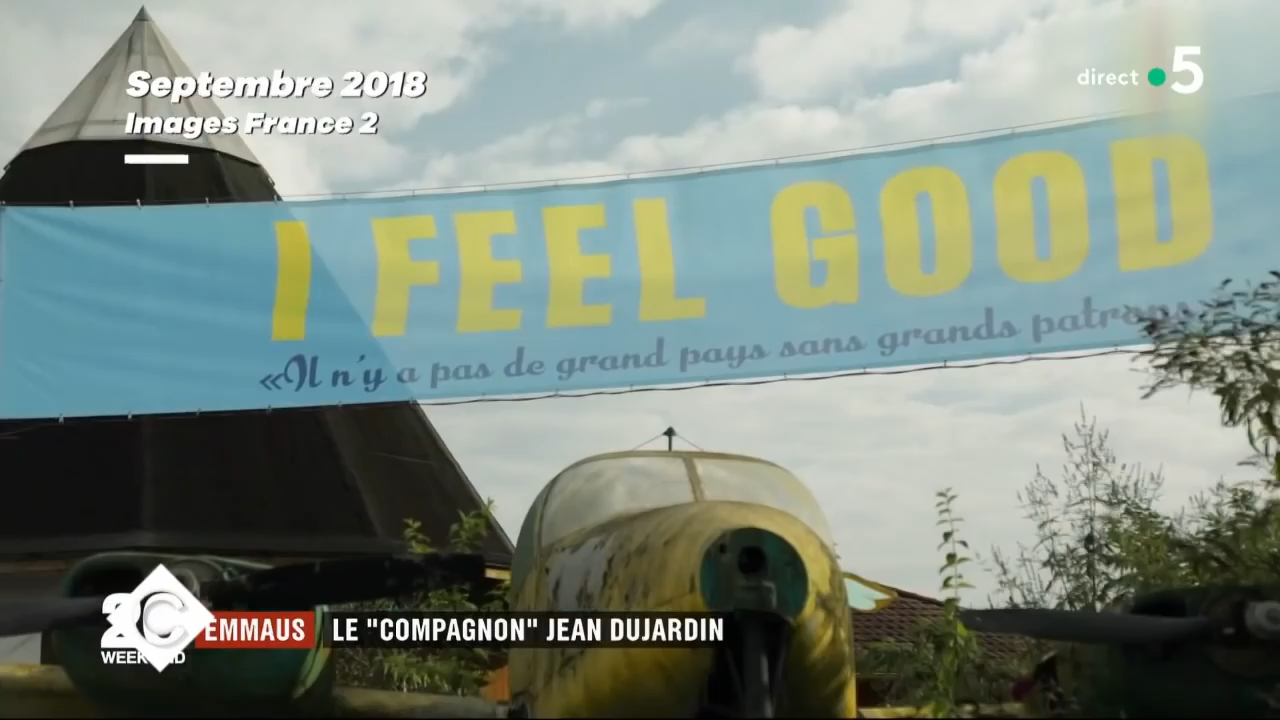 Septembre 2018
Images France 2
direct 5
I FEEL GOOD
«Il n'y a pas de grand pays sans grands patrons
C
WEEK
EMMAUS
LE "COMPAGNON" JEAN DUJARDIN